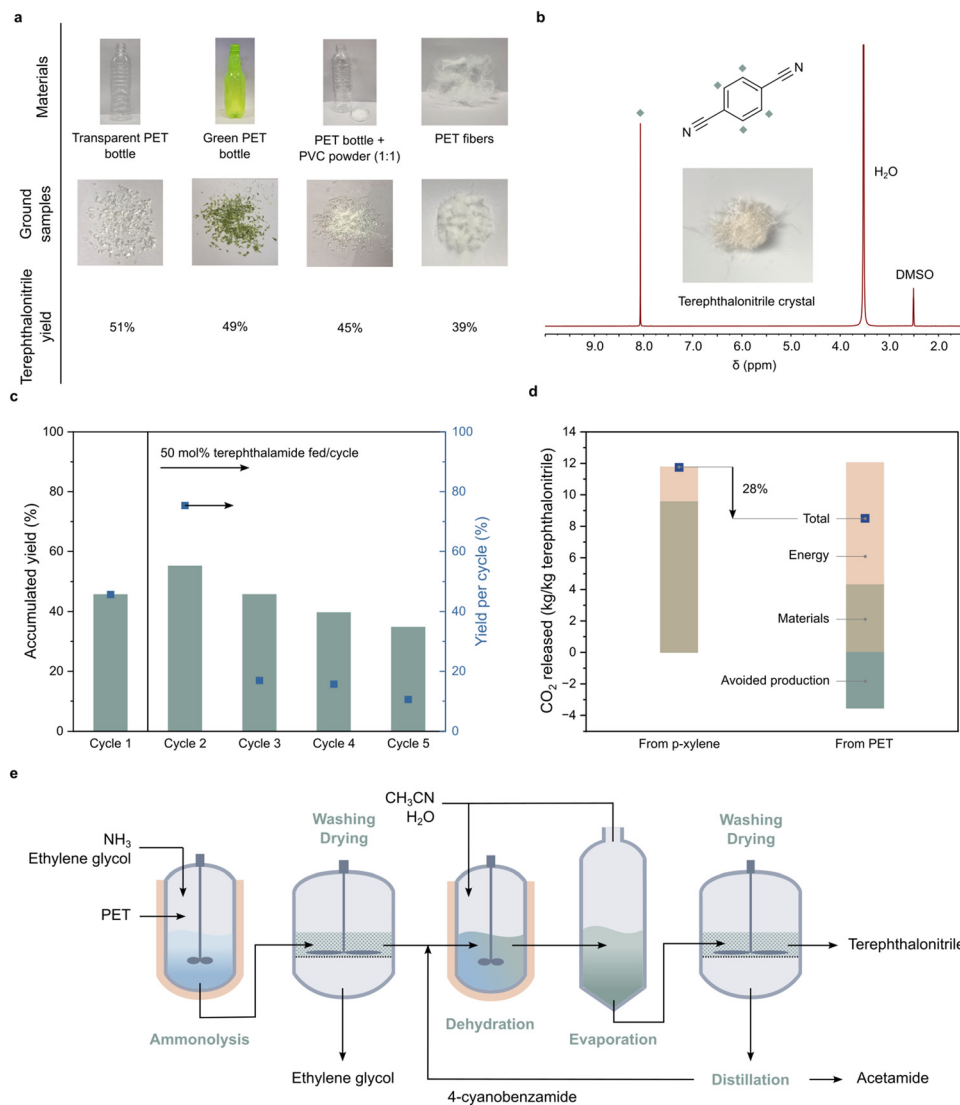 a
Materials
Transparent PET
bottle
Green PET
bottle
PET bottle +
PVC powder (1:1)
PET fibers
Ground
samples
Terephthalonitrile
yield
51%
49%
45%
39%
b
N
N
H₂O
DMSO
Terephthalonitrile crystal
9.0
8.0
7.0
6.0
5.0
4.0
3.0
2.0
δ (ppm)
c
50 mol% terephthalamide fed/cycle
Accumulated yield (%)
100
80
60
40
20
0
Cycle 1
Cycle 2
Cycle 3
Cycle 4
Cycle 5
100
80
60
40
20
0
Yield per cycle (%)
d
CO₂ released (kg/kg terephthalonitrile)
14
12
10
8
6
4
2
0
−2
−4
28%
Total
Energy
Materials
Avoided production
From p-xylene
From PET
e
NH₃
Ethylene glycol
PET
Ammonolysis
Washing
Drying
Ethylene glycol
CH₃CN
H₂O
Dehydration
Evaporation
Washing
Drying
Terephthalonitrile
Distillation
Acetamide
4-cyanobenzamide